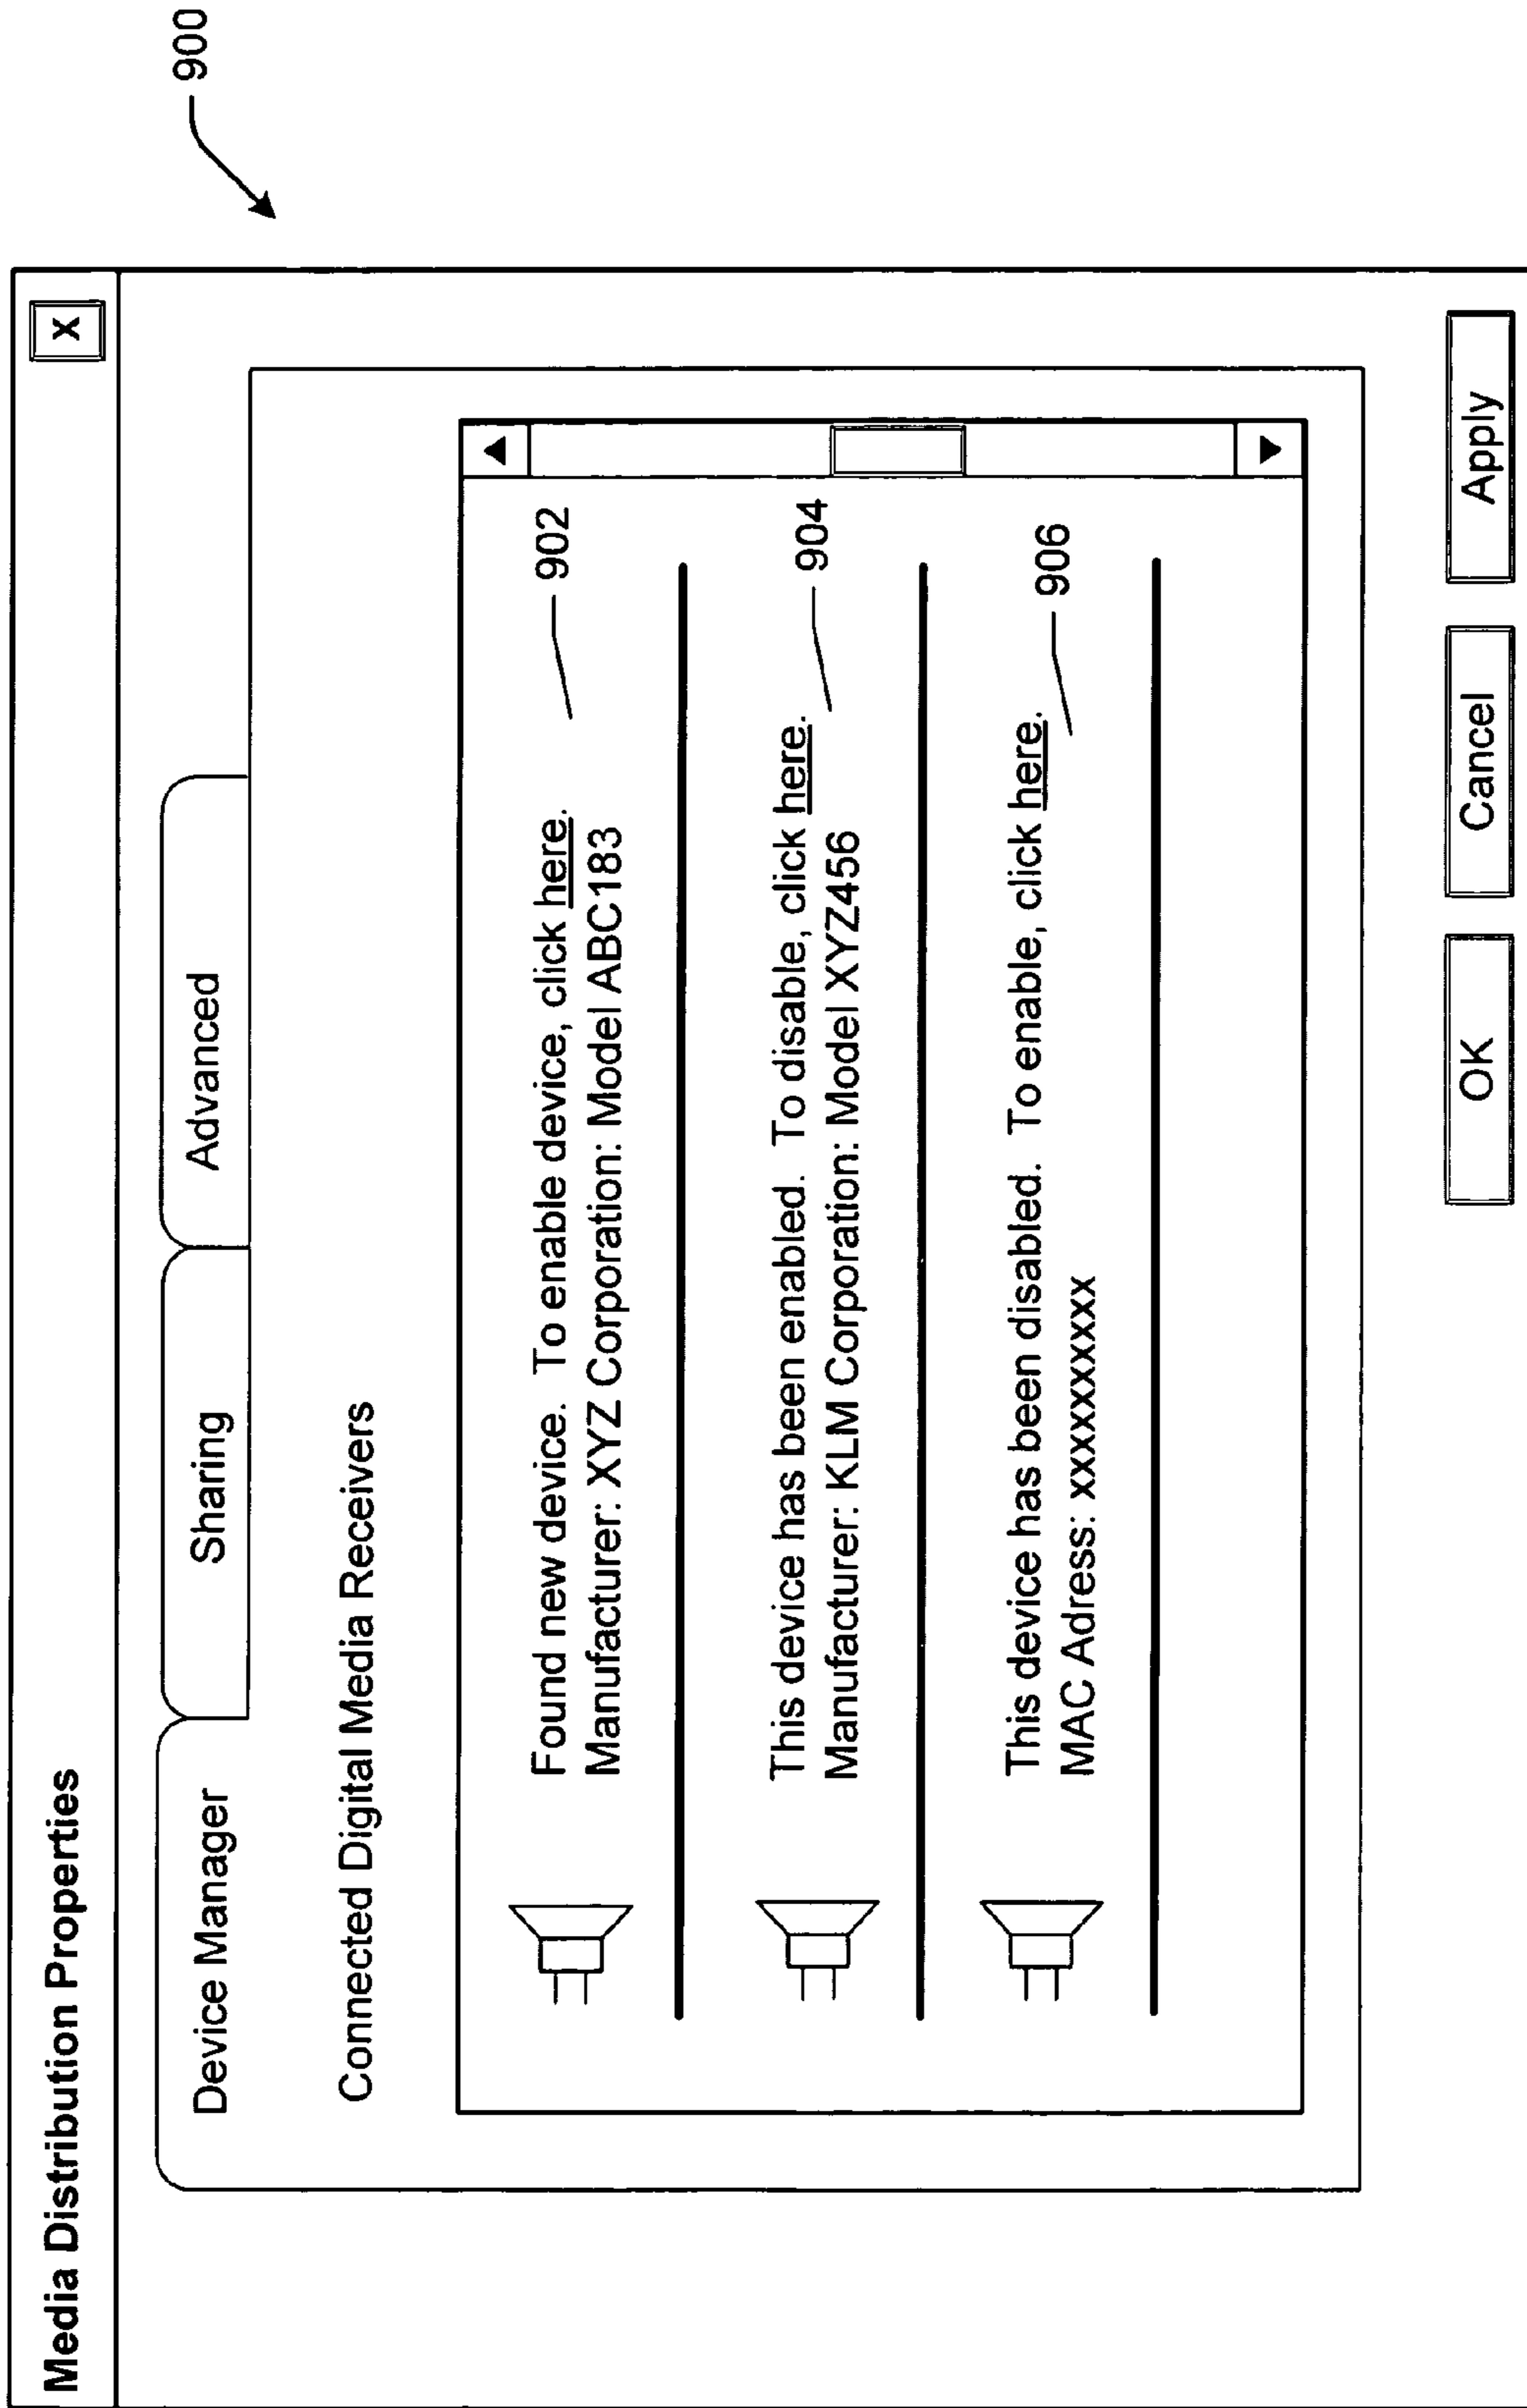 900
Media Distribution Properties X
Device Manager Sharing Advanced
Connected Digital Media Receivers
Found new device. To enable device, click here. 902
Manufacturer: XYZ Corporation: Model ABC183
This device has been enabled. To disable, click here. 904
Manufacturer: KLM Corporation: Model XYZ456
This device has been disabled. To enable, click here. 906
MAC Adress: xxxxxxxxx
OK Cancel Apply